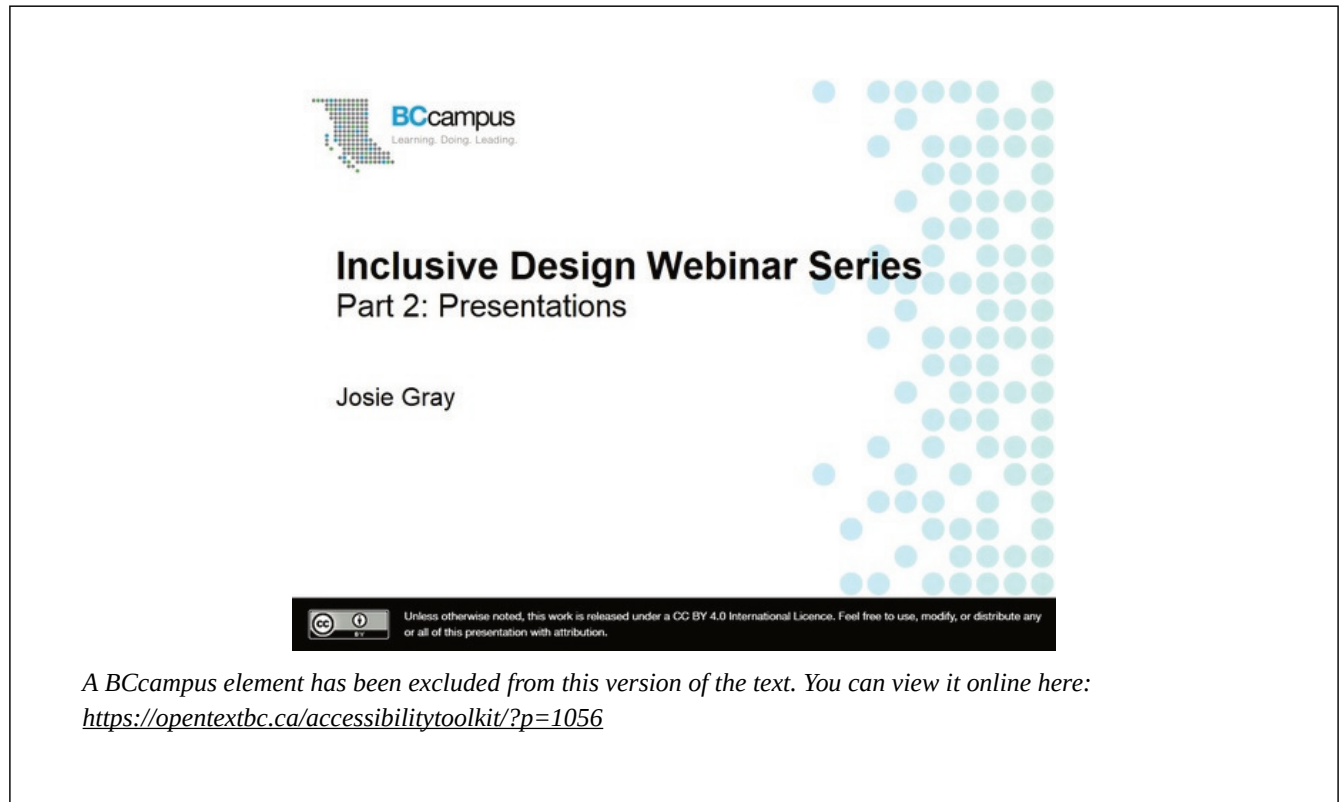 BCcampus
Learning. Doing. Leading.
Inclusive Design Webinar Series
Part 2: Presentations
Josie Gray
cc
BY
Unless otherwise noted, this work is released under a CC BY 4.0 International Licence. Feel free to use, modify, or distribute any
or all of this presentation with attribution.
A BCcampus element has been excluded from this version of the text. You can view it online here:
https://opentextbc.ca/accessibilitytoolkit/?p=1056